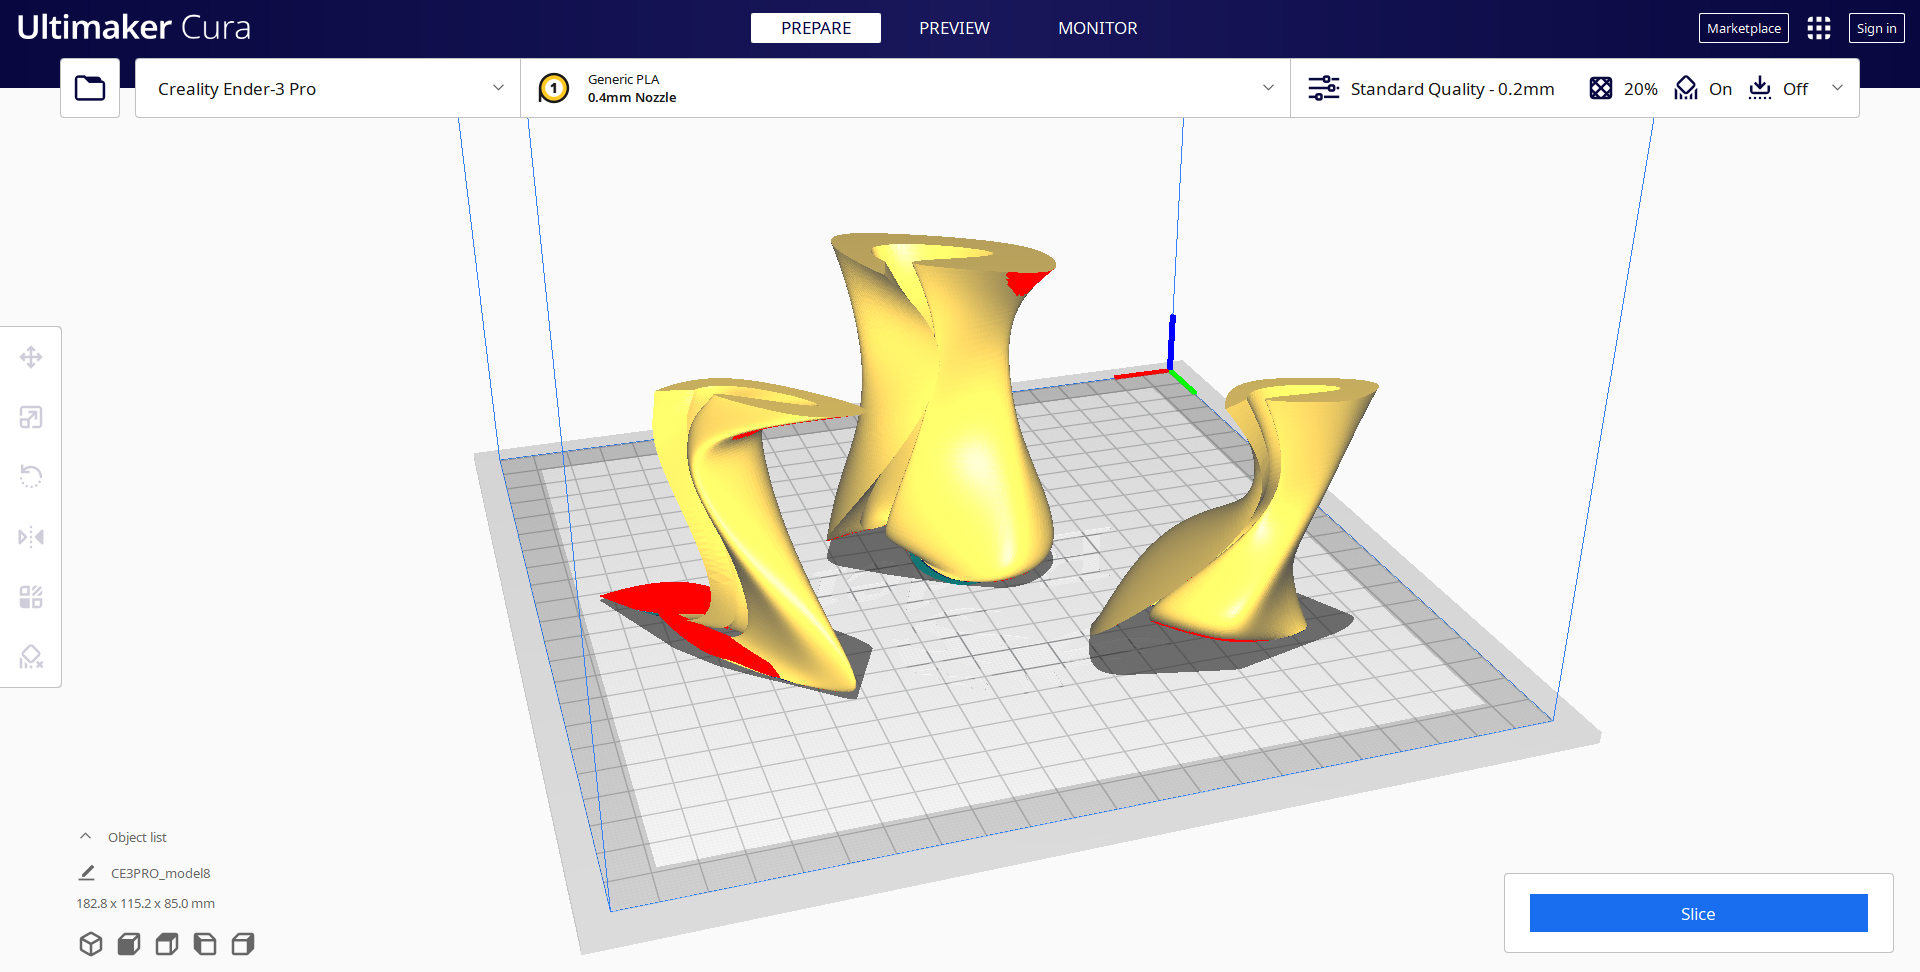 Ultimaker Cura
PREPARE
PREVIEW
MONITOR
Marketplace
Sign in
Creality Ender-3 Pro
1
Generic PLA
0.4mm Nozzle
Standard Quality - 0.2mm
20%
On
Off
Object list
CE3PRO_model8
182.8 x 115.2 x 85.0 mm
Slice